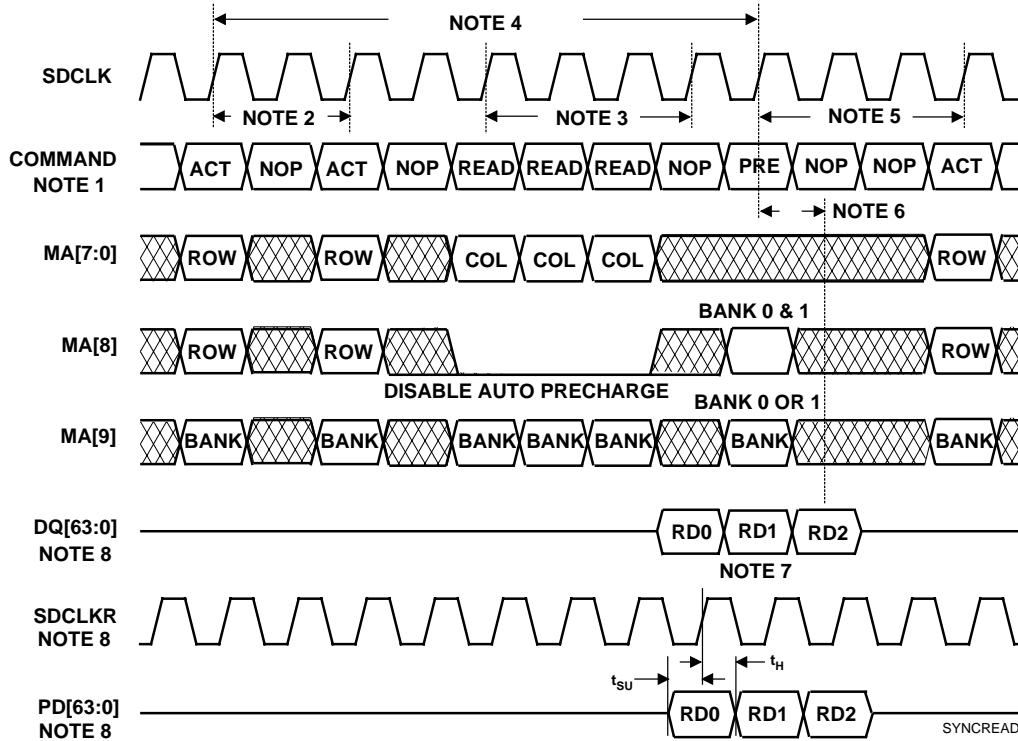 NOTE 4
SDCLK
NOTE 2 NOTE 3 NOTE 5
COMMAND
NOTE 1
ACT NOP ACT NOP READ READ READ NOP PRE NOP NOP ACT
NOTE 6
MA[7:0] ROW ROW COL COL COL ROW
BANK 0 & 1
MA[8] ROW ROW ROW
DISABLE AUTO PRECHARGE
BANK 0 OR 1
MA[9] BANK BANK BANK BANK BANK BANK BANK
DQ[63:0] RD0 RD1 RD2
NOTE 8
NOTE 7
SDCLKR
NOTE 8
tSU tH
PD[63:0] RD0 RD1 RD2
NOTE 8
SYNCREAD